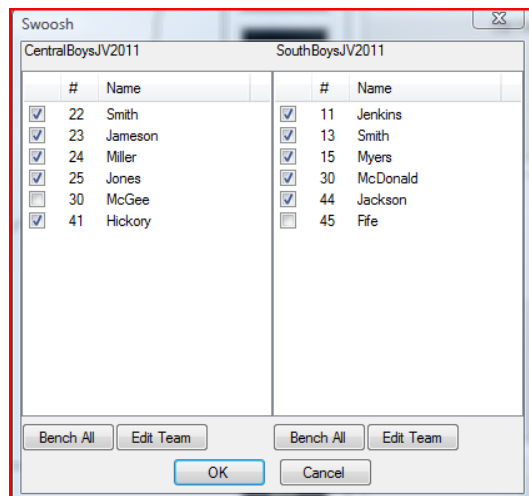 Swoosh
CentralBoysJV2011 SouthBoysJV2011
# Name # Name
22 Smith 11 Jenkins
23 Jameson 13 Smith
24 Miller 15 Myers
25 Jones 30 McDonald
30 McGee 44 Jackson
41 Hickory 45 Fife
Bench All Edit Team Bench All Edit Team
OK Cancel